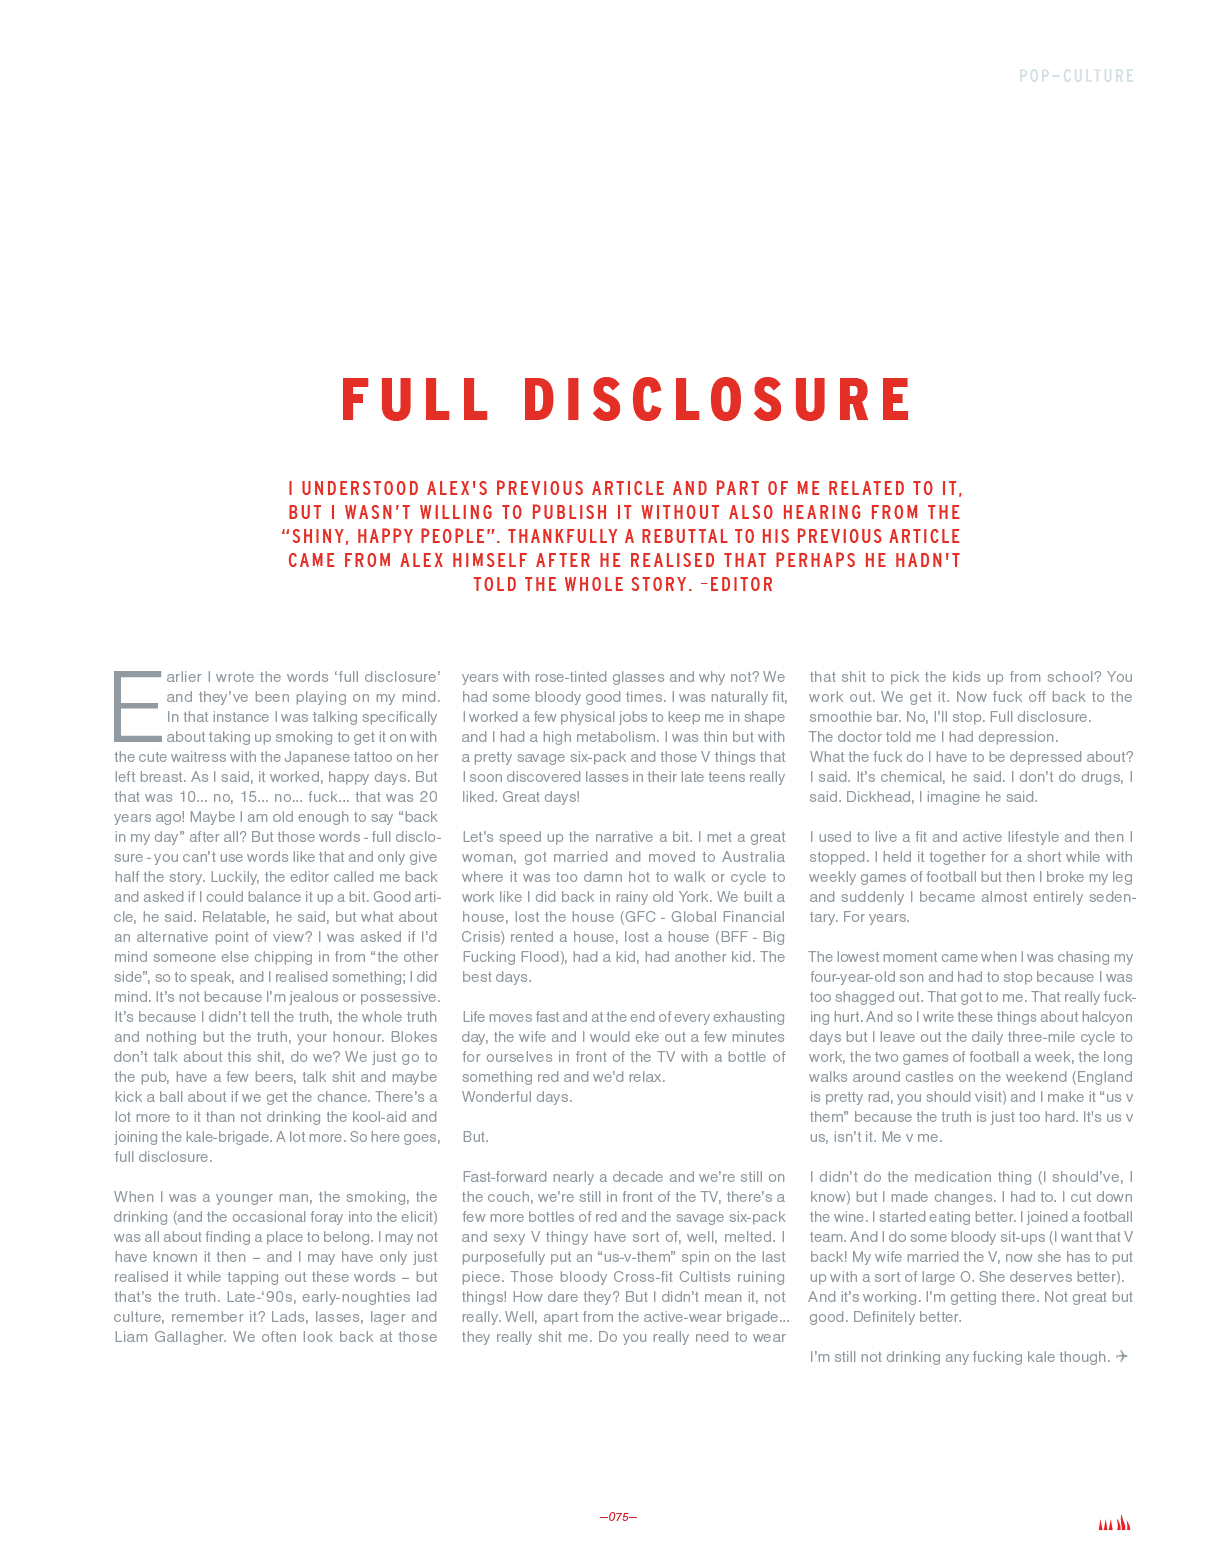 POP–CULTURE
FULL DISCLOSURE
I UNDERSTOOD ALEX'S PREVIOUS ARTICLE AND PART OF ME RELATED TO IT,
BUT I WASN’T WILLING TO PUBLISH IT WITHOUT ALSO HEARING FROM THE
“SHINY, HAPPY PEOPLE”. THANKFULLY A REBUTTAL TO HIS PREVIOUS ARTICLE
CAME FROM ALEX HIMSELF AFTER HE REALISED THAT PERHAPS HE HADN'T
TOLD THE WHOLE STORY. –EDITOR
Earlier I wrote the words ‘full disclosure’
and they’ve been playing on my mind.
In that instance I was talking specifically
about taking up smoking to get it on with
the cute waitress with the Japanese tattoo on her
left breast. As I said, it worked, happy days. But
that was 10... no, 15... no... fuck... that was 20
years ago! Maybe I am old enough to say “back
in my day” after all? But those words - full disclo-
sure - you can’t use words like that and only give
half the story. Luckily, the editor called me back
and asked if I could balance it up a bit. Good arti-
cle, he said. Relatable, he said, but what about
an alternative point of view? I was asked if I’d
mind someone else chipping in from “the other
side”, so to speak, and I realised something; I did
mind. It’s not because I’m jealous or possessive.
It’s because I didn’t tell the truth, the whole truth
and nothing but the truth, your honour. Blokes
don’t talk about this shit, do we? We just go to
the pub, have a few beers, talk shit and maybe
kick a ball about if we get the chance. There’s a
lot more to it than not drinking the kool-aid and
joining the kale-brigade. A lot more. So here goes,
full disclosure.
When I was a younger man, the smoking, the
drinking (and the occasional foray into the elicit)
was all about finding a place to belong. I may not
have known it then – and I may have only just
realised it while tapping out these words – but
that’s the truth. Late-‘90s, early-noughties lad
culture, remember it? Lads, lasses, lager and
Liam Gallagher. We often look back at those
years with rose-tinted glasses and why not? We
had some bloody good times. I was naturally fit,
I worked a few physical jobs to keep me in shape
and I had a high metabolism. I was thin but with
a pretty savage six-pack and those V things that
I soon discovered lasses in their late teens really
liked. Great days!
Let’s speed up the narrative a bit. I met a great
woman, got married and moved to Australia
where it was too damn hot to walk or cycle to
work like I did back in rainy old York. We built a
house, lost the house (GFC - Global Financial
Crisis) rented a house, lost a house (BFF - Big
Fucking Flood), had a kid, had another kid. The
best days.
Life moves fast and at the end of every exhausting
day, the wife and I would eke out a few minutes
for ourselves in front of the TV with a bottle of
something red and we’d relax.
Wonderful days.
But.
Fast-forward nearly a decade and we’re still on
the couch, we’re still in front of the TV, there’s a
few more bottles of red and the savage six-pack
and sexy V thingy have sort of, well, melted. I
purposefully put an “us-v-them” spin on the last
piece. Those bloody Cross-fit Cultists ruining
things! How dare they? But I didn’t mean it, not
really. Well, apart from the active-wear brigade...
they really shit me. Do you really need to wear
that shit to pick the kids up from school? You
work out. We get it. Now fuck off back to the
smoothie bar. No, I’ll stop. Full disclosure.
The doctor told me I had depression.
What the fuck do I have to be depressed about?
I said. It’s chemical, he said. I don’t do drugs, I
said. Dickhead, I imagine he said.
I used to live a fit and active lifestyle and then I
stopped. I held it together for a short while with
weekly games of football but then I broke my leg
and suddenly I became almost entirely seden-
tary. For years.
The lowest moment came when I was chasing my
four-year-old son and had to stop because I was
too shagged out. That got to me. That really fuck-
ing hurt. And so I write these things about halcyon
days but I leave out the daily three-mile cycle to
work, the two games of football a week, the long
walks around castles on the weekend (England
is pretty rad, you should visit) and I make it “us v
them” because the truth is just too hard. It's us v
us, isn’t it. Me v me.
I didn’t do the medication thing (I should’ve, I
know) but I made changes. I had to. I cut down
the wine. I started eating better. I joined a football
team. And I do some bloody sit-ups (I want that V
back! My wife married the V, now she has to put
up with a sort of large O. She deserves better).
And it’s working. I’m getting there. Not great but
good. Definitely better.
I’m still not drinking any fucking kale though.
—075—